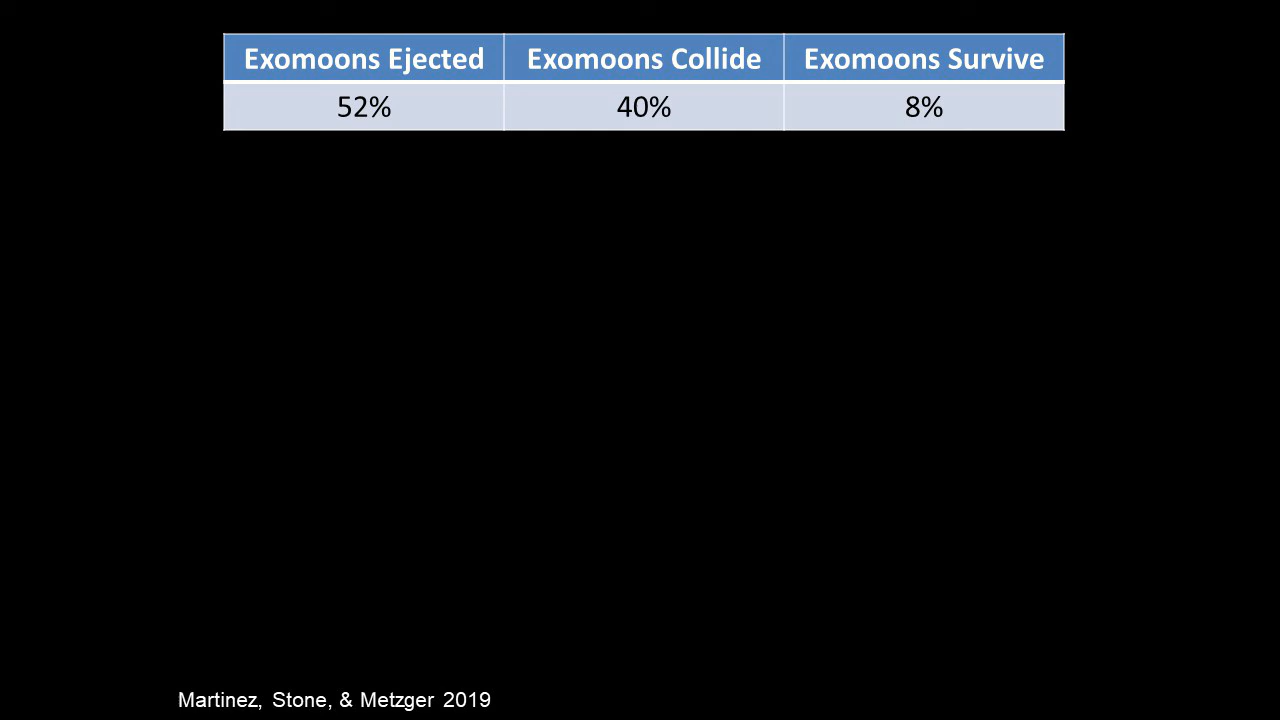 Exomoons Ejected Exomoons Collide Exomoons Survive
52% 40% 8%
Martinez, Stone, & Metzger 2019